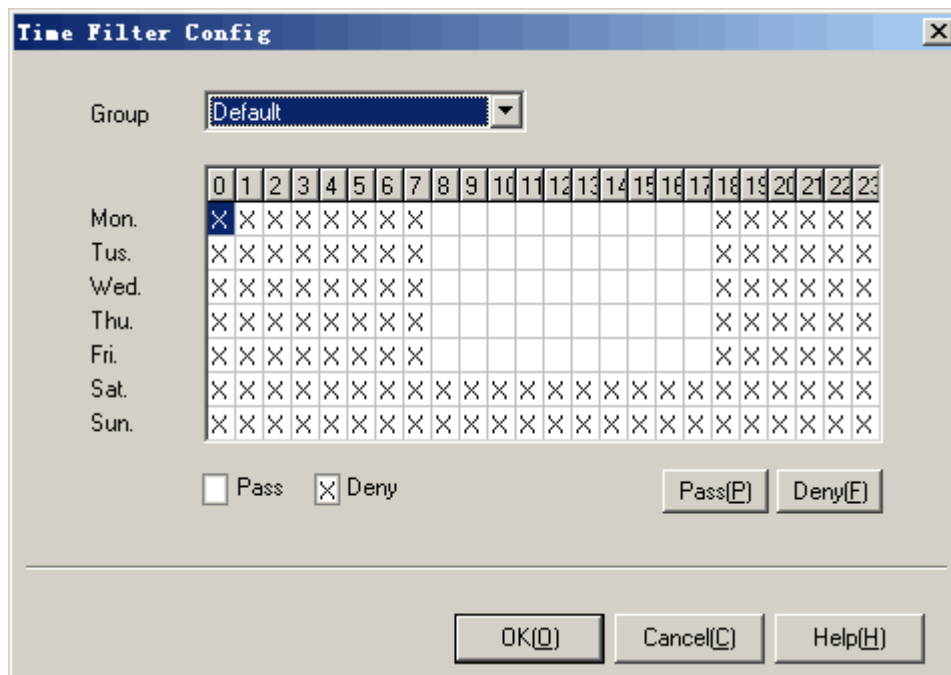 Time Filter Config
Group Default
0 1 2 3 4 5 6 7 8 9 10 11 12 13 14 15 16 17 18 19 20 21 22 23
Mon. X X X X X X X X X X X X X X
Tus. X X X X X X X X X X X X X X
Wed. X X X X X X X X X X X X X X
Thu. X X X X X X X X X X X X X X
Fri. X X X X X X X X X X X X X X
Sat. X X X X X X X X X X X X X X X X X X X X X X X X
Sun. X X X X X X X X X X X X X X X X X X X X X X X X
Pass X Deny Pass(P) Deny(F)
OK(O) Cancel(C) Help(H)